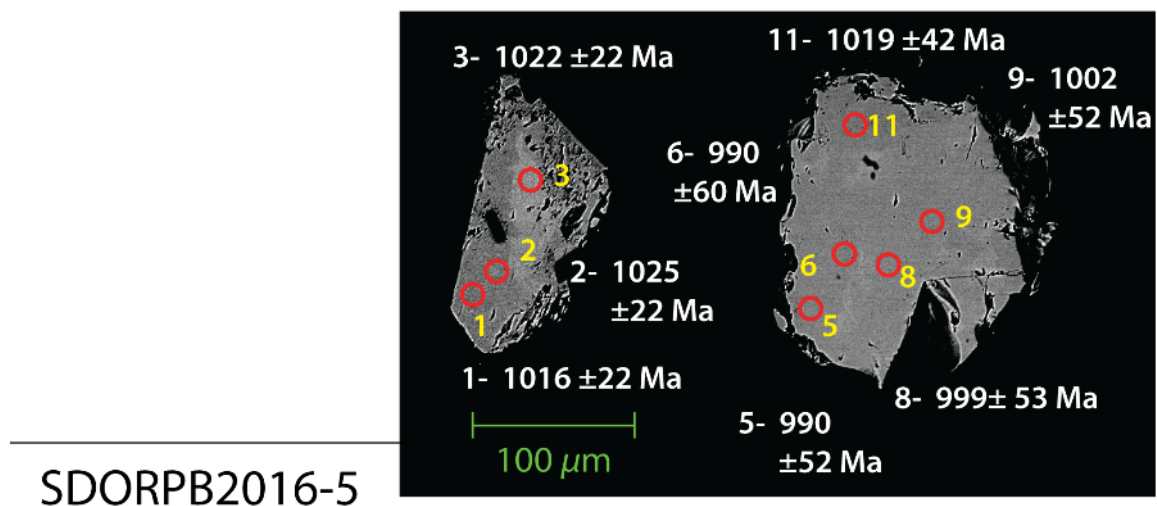 3- 1022 ±22 Ma
11- 1019 ±42 Ma
9- 1002
±52 Ma
6- 990
±60 Ma
11
3
9
2
6
8
2- 1025
±22 Ma
1
5
1- 1016 ±22 Ma
8- 999± 53 Ma
5- 990
±52 Ma
100 µm
SDORPB2016-5